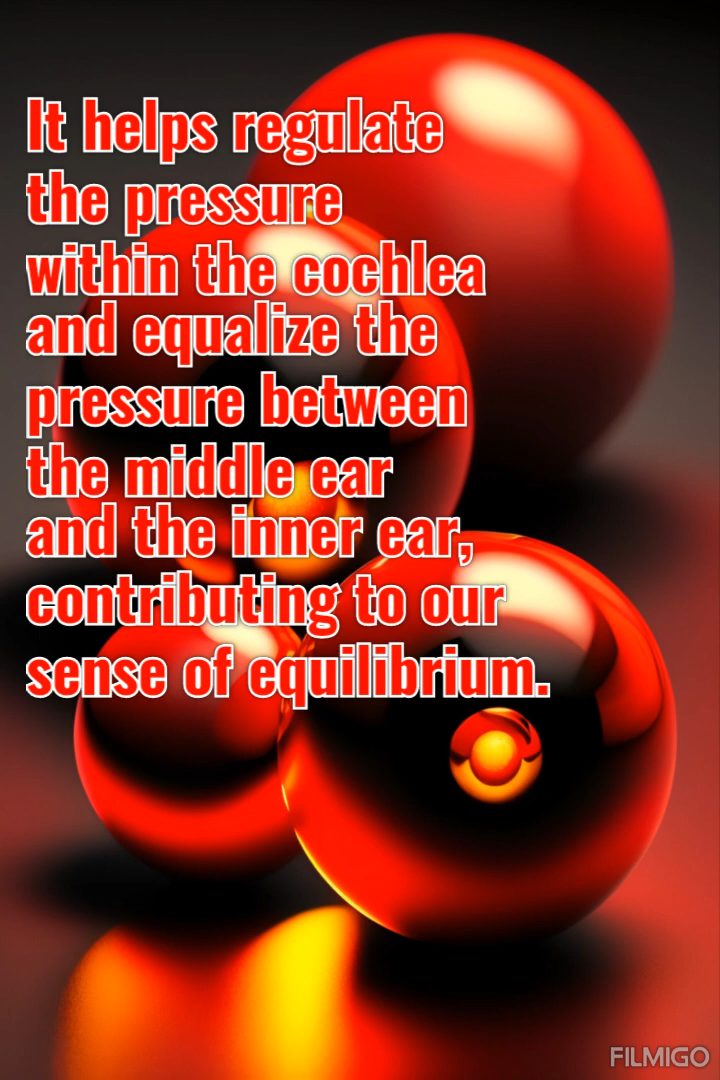 It helps regulate
the pressure
within the cochlea
and equalize the
pressure between
the middle ear
and the inner ear,
contributing to our
sense of equilibrium.
FILMIGO